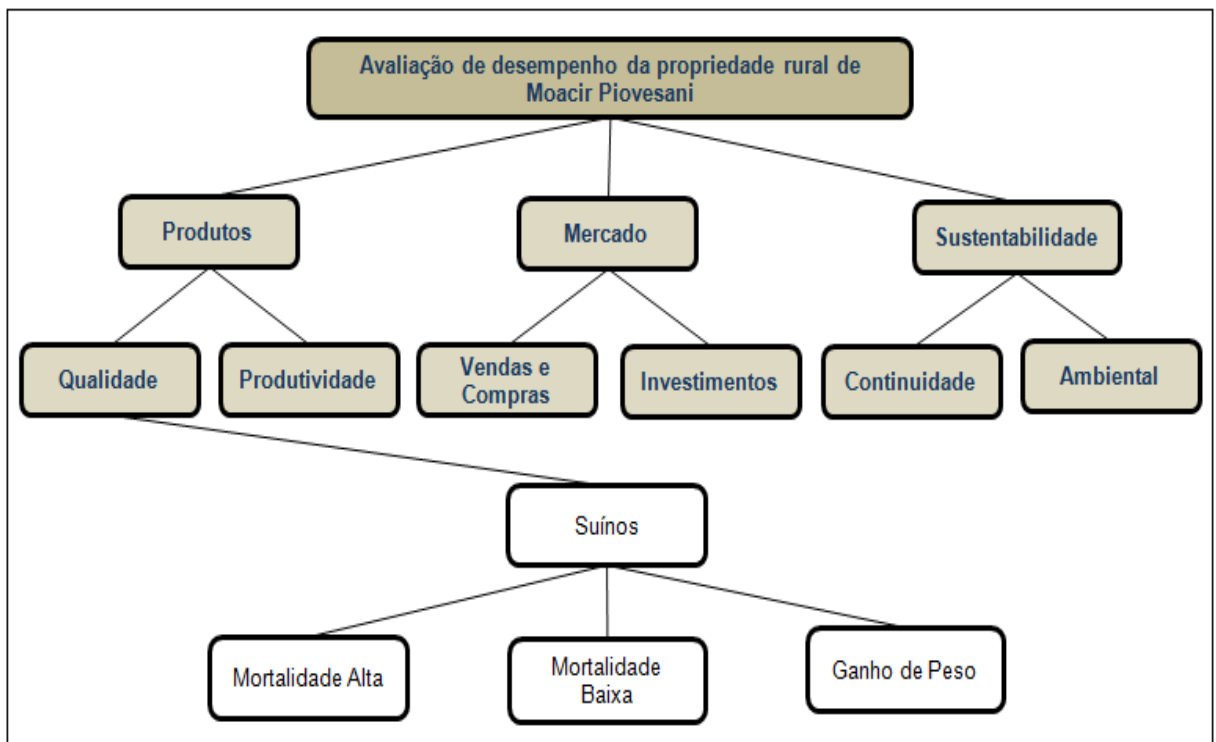 Avaliação de desempenho da propriedade rural de
Moacir Piovesani
Produtos
Mercado
Sustentabilidade
Qualidade
Produtividade
Vendas e
Compras
Investimentos
Continuidade
Ambiental
Suínos
Mortalidade Alta
Mortalidade
Baixa
Ganho de Peso